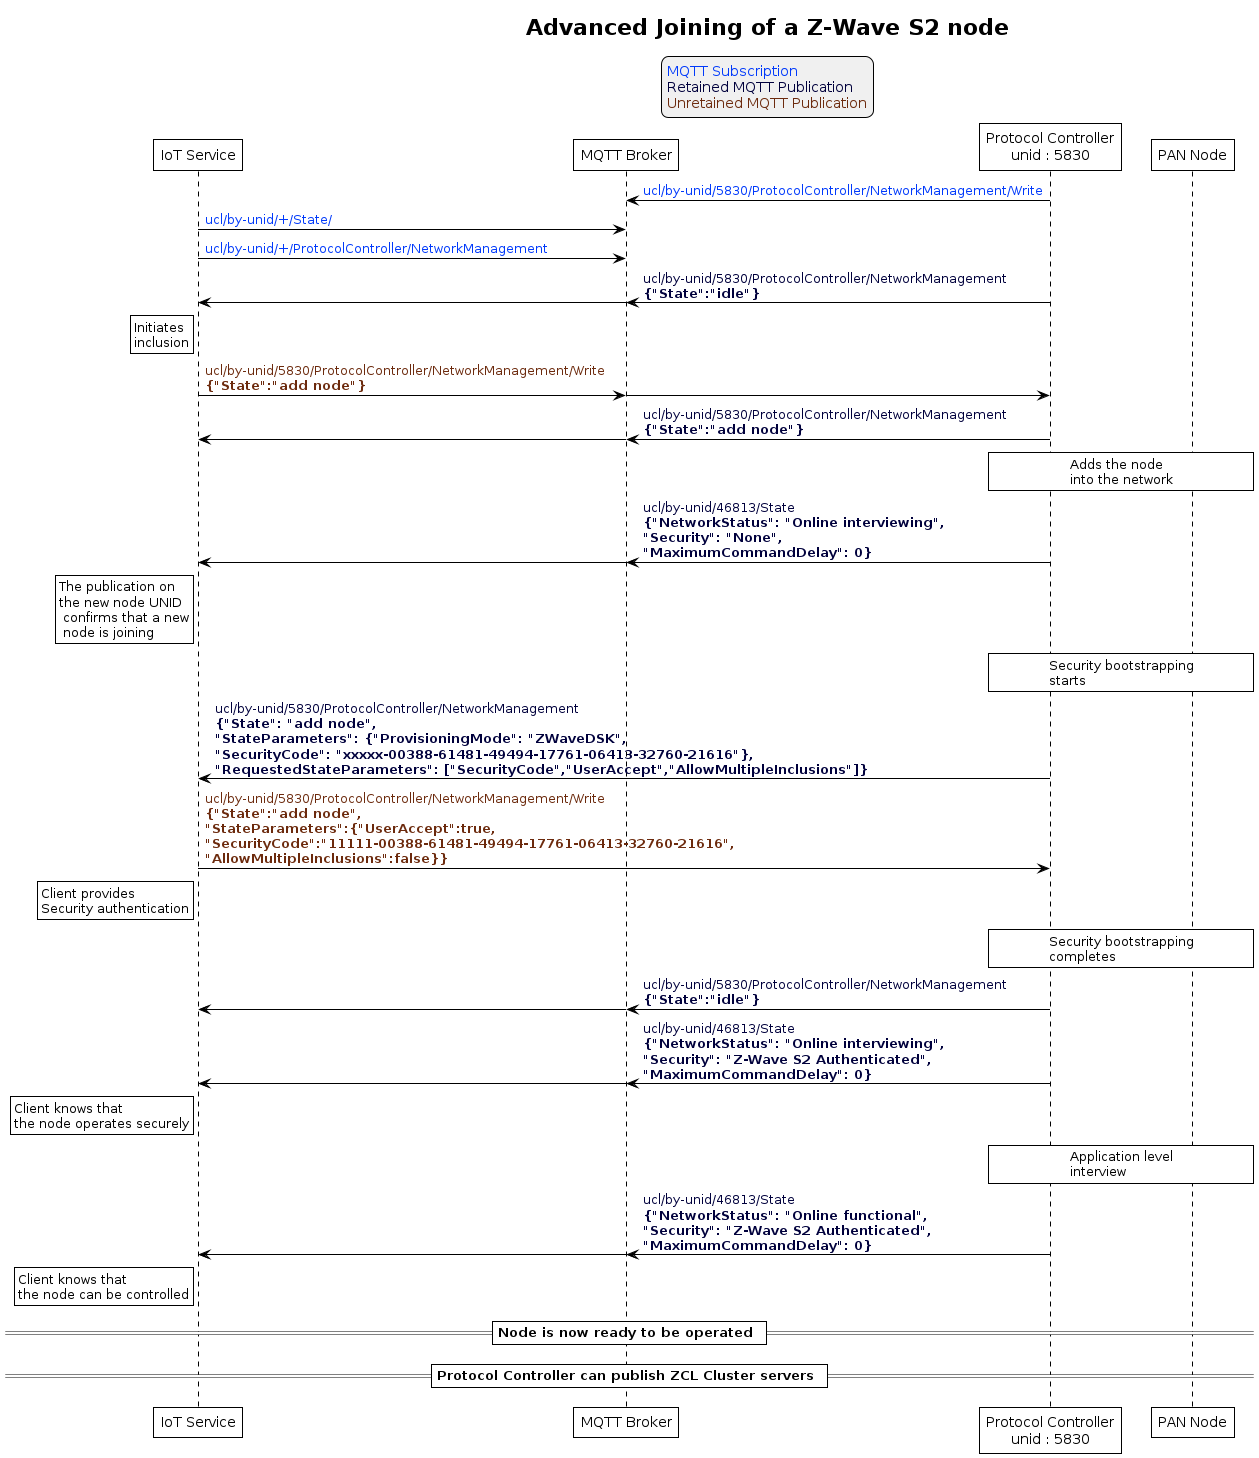 Advanced Joining of a Z-Wave S2 node
MQTT Subscription
Retained MQTT Publication
Unretained MQTT Publication
IoT Service
MQTT Broker
Protocol Controller
unid : 5830
PAN Node
ucl/by-unid/5830/ProtocolController/NetworkManagement/Write
ucl/by-unid/+/State/
ucl/by-unid/+/ProtocolController/NetworkManagement
ucl/by-unid/5830/ProtocolController/NetworkManagement
{"State":"idle"}
Initiates
inclusion
ucl/by-unid/5830/ProtocolController/NetworkManagement/Write
{"State":"add node"}
ucl/by-unid/5830/ProtocolController/NetworkManagement
{"State":"add node"}
Adds the node
into the network
ucl/by-unid/46813/State
{"NetworkStatus": "Online interviewing",
"Security": "None",
"MaximumCommandDelay": 0}
The publication on
the new node UNID
confirms that a new
node is joining
Security bootstrapping
starts
ucl/by-unid/5830/ProtocolController/NetworkManagement
{"State": "add node",
"StateParameters": {"ProvisioningMode": "ZWaveDSK",
"SecurityCode": "xxxxx-00388-61481-49494-17761-06413-32760-21616"},
"RequestedStateParameters": ["SecurityCode","UserAccept","AllowMultipleInclusions"]}
ucl/by-unid/5830/ProtocolController/NetworkManagement/Write
{"State":"add node",
"StateParameters":{"UserAccept":true,
"SecurityCode":"11111-00388-61481-49494-17761-06413-32760-21616",
"AllowMultipleInclusions":false}}
Client provides
Security authentication
Security bootstrapping
completes
ucl/by-unid/5830/ProtocolController/NetworkManagement
{"State":"idle"}
ucl/by-unid/46813/State
{"NetworkStatus": "Online interviewing",
"Security": "Z-Wave S2 Authenticated",
"MaximumCommandDelay": 0}
Client knows that
the node operates securely
Application level
interview
ucl/by-unid/46813/State
{"NetworkStatus": "Online functional",
"Security": "Z-Wave S2 Authenticated",
"MaximumCommandDelay": 0}
Client knows that
the node can be controlled
Node is now ready to be operated
Protocol Controller can publish ZCL Cluster servers
IoT Service
MQTT Broker
Protocol Controller
unid : 5830
PAN Node